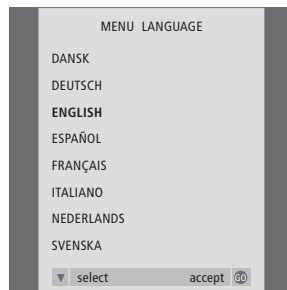 MENU LANGUAGE
DANSK
DEUTSCH
ENGLISH
ESPAÑOL
FRANÇAIS
ITALIANO
NEDERLANDS
SVENSKA
▼ select accept GO